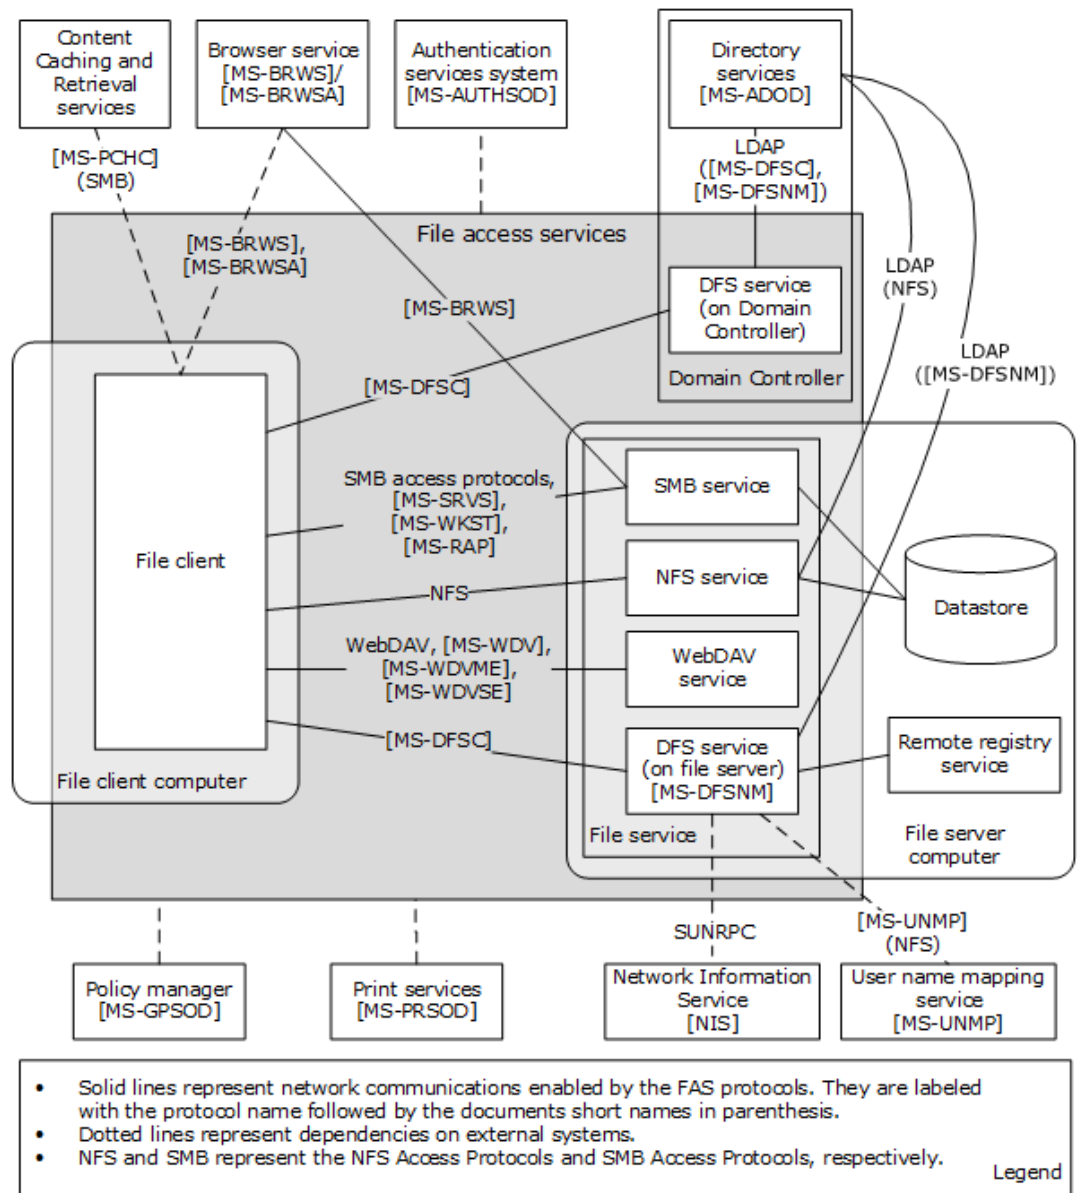 Content
Caching and
Retrieval
services
Browser service
[MS-BRWS]/
[MS-BRWSA]
Authentication
services system
[MS-AUTHSOD]
Directory
services
[MS-ADOD]
[MS-PCHC]
(SMB)
LDAP
([MS-DFSC],
[MS-DFSNM])
File access services
[MS-BRWS],
[MS-BRWSA]
[MS-BRWS]
DFS service
(on Domain
Controller)
LDAP
(NFS)
LDAP
([MS-DFSNM])
Domain Controller
[MS-DFSC]
SMB access protocols,
[MS-SRVS],
[MS-WKST],
[MS-RAP]
SMB service
File client
NFS
NFS service
Datastore
WebDAV, [MS-WDV],
[MS-WDVME],
[MS-WDVSE]
WebDAV
service
[MS-DFSC]
DFS service
(on file server)
[MS-DFSNM]
Remote registry
service
File client computer
File service
File server
computer
SUNRPC
[MS-UNMP]
(NFS)
Policy manager
[MS-GPSOD]
Print services
[MS-PRSOD]
Network Information
Service
[NIS]
User name mapping
service
[MS-UNMP]
• Solid lines represent network communications enabled by the FAS protocols. They are labeled
with the protocol name followed by the documents short names in parenthesis.
• Dotted lines represent dependencies on external systems.
• NFS and SMB represent the NFS Access Protocols and SMB Access Protocols, respectively.
Legend